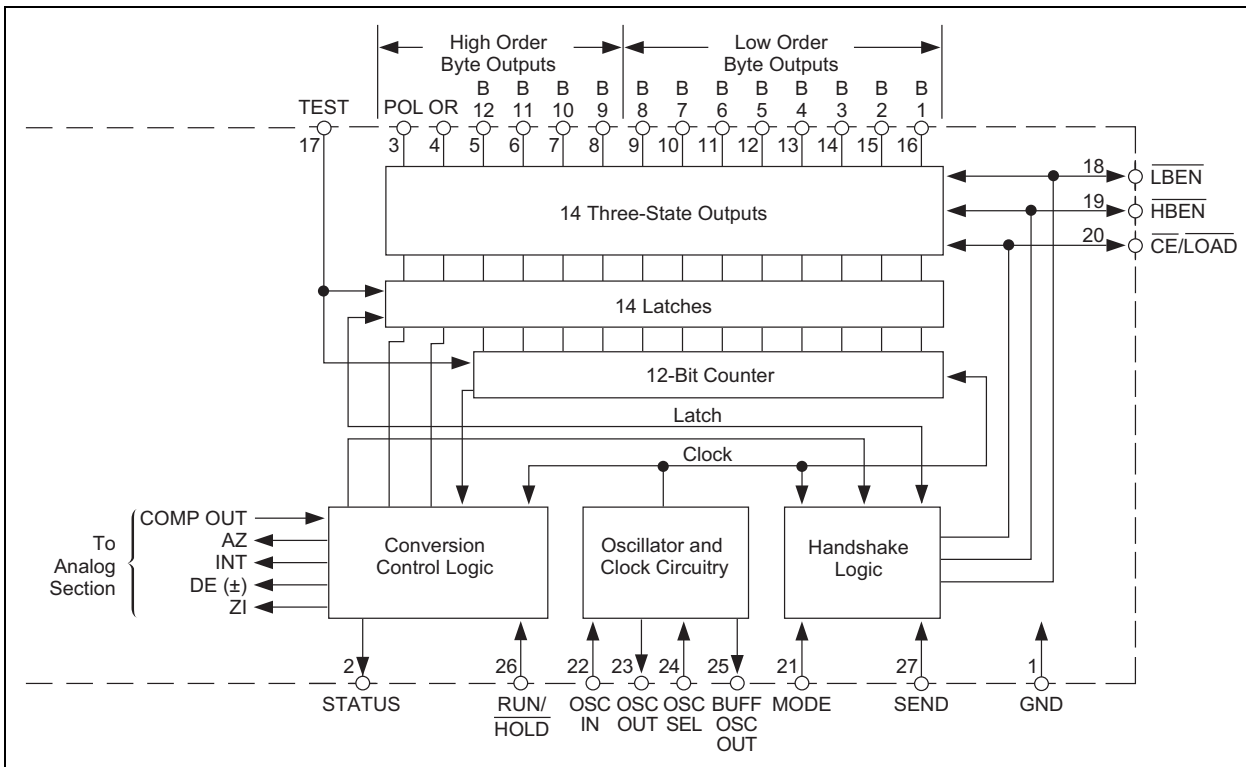 High Order
Byte Outputs
Low Order
Byte Outputs
TEST
POL OR
B B B B B B B B B B B B
12 11 10 9 8 7 6 5 4 3 2 1
17 3 4 5 6 7 8 9 10 11 12 13 14 15 16
14 Three-State Outputs
18 LBEN
19 HBEN
20 CE/LOAD
14 Latches
12-Bit Counter
Latch
Clock
To
Analog
Section
COMP OUT
AZ
INT
DE (±)
ZI
Conversion
Control Logic
Oscillator and
Clock Circuitry
Handshake
Logic
2 26 22 23 24 25 21 27 1
STATUS
RUN/
HOLD
OSC
IN
OSC
OUT
OSC
SEL
BUFF
OSC
OUT
MODE
SEND
GND